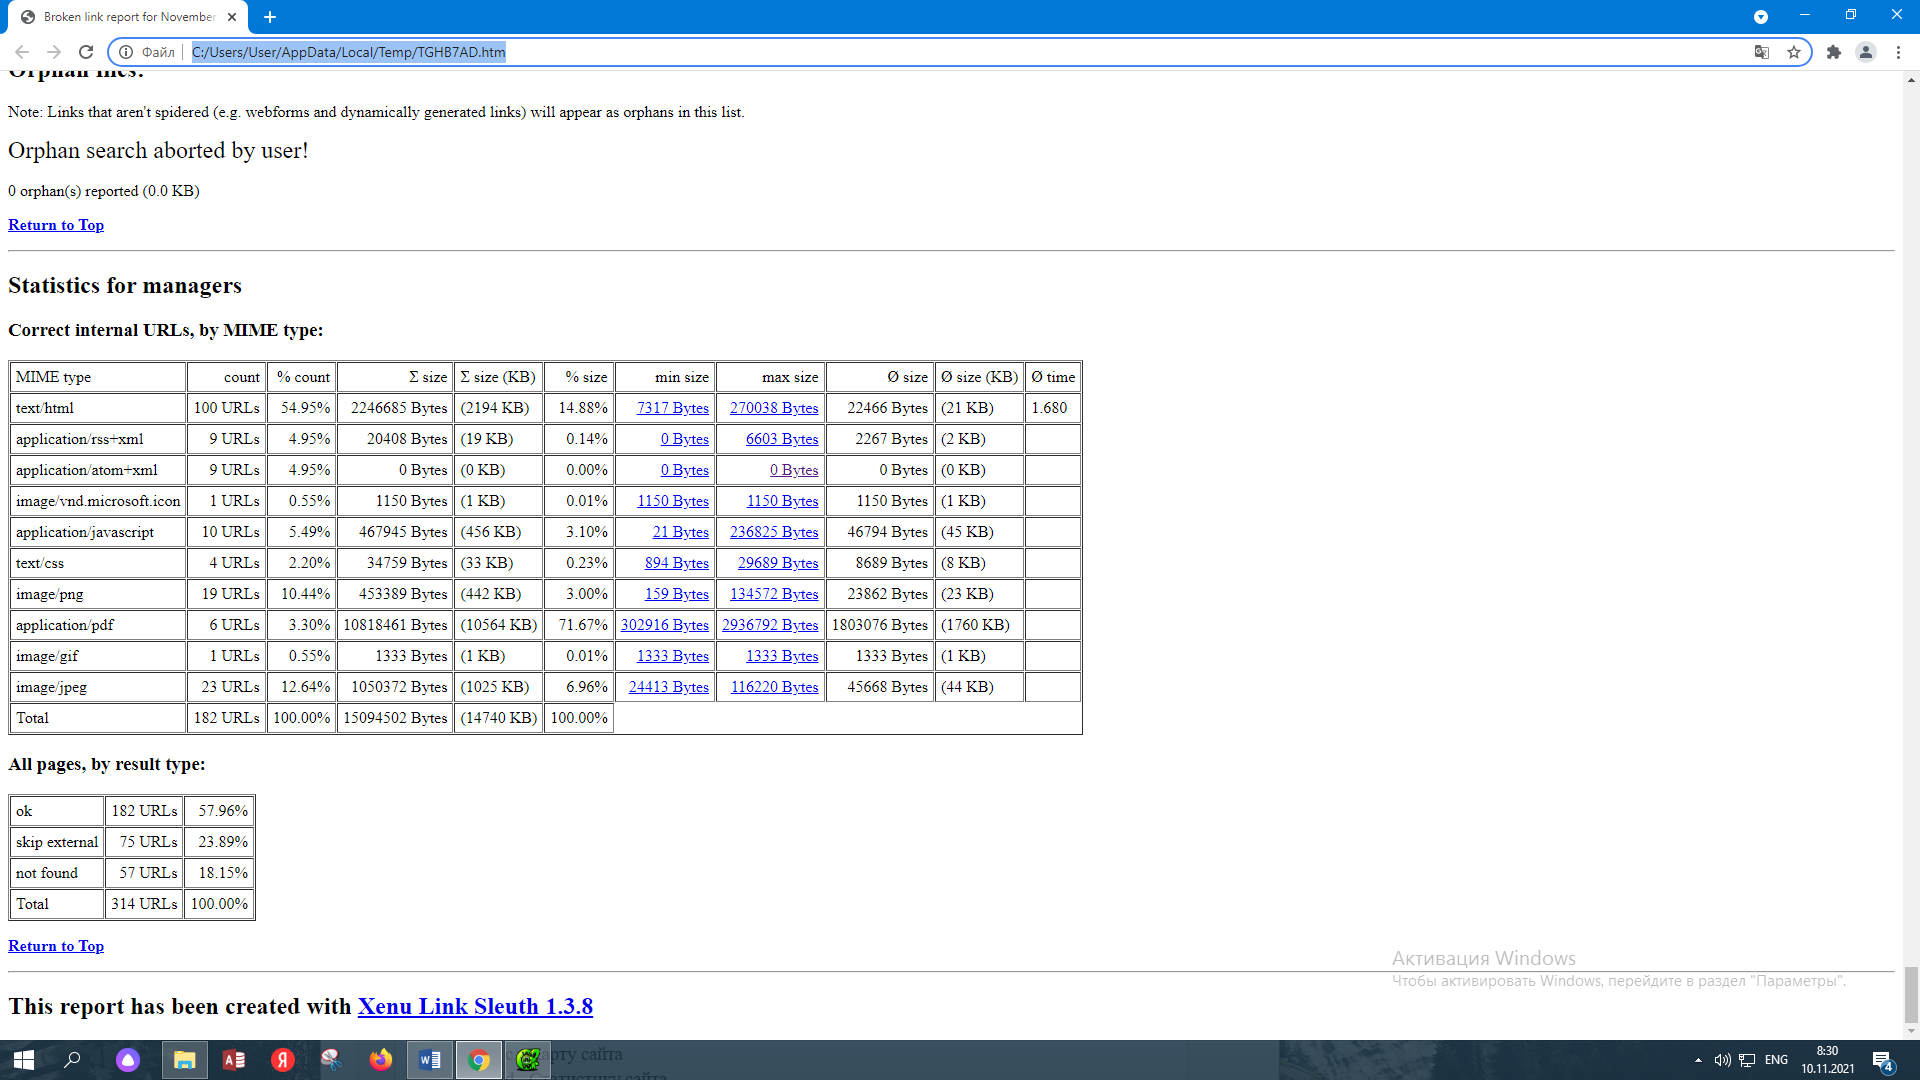 Broken link report for November
Файл C:/Users/User/AppData/Local/Temp/TGHB7AD.htm
Orphan files:
Note: Links that aren't spidered (e.g. webforms and dynamically generated links) will appear as orphans in this list.
Orphan search aborted by user!
0 orphan(s) reported (0.0 KB)
Return to Top
Statistics for managers
Correct internal URLs, by MIME type:
MIME type count % count Σ size Σ size (KB) % size min size max size Ø size Ø size (KB) Ø time
text/html 100 URLs 54.95% 2246685 Bytes (2194 KB) 14.88% 7317 Bytes 270038 Bytes 22466 Bytes (21 KB) 1.680
application/rss+xml 9 URLs 4.95% 20408 Bytes (19 KB) 0.14% 0 Bytes 6603 Bytes 2267 Bytes (2 KB)
application/atom+xml 9 URLs 4.95% 0 Bytes (0 KB) 0.00% 0 Bytes 0 Bytes 0 Bytes (0 KB)
image/vnd.microsoft.icon 1 URLs 0.55% 1150 Bytes (1 KB) 0.01% 1150 Bytes 1150 Bytes 1150 Bytes (1 KB)
application/javascript 10 URLs 5.49% 467945 Bytes (456 KB) 3.10% 21 Bytes 236825 Bytes 46794 Bytes (45 KB)
text/css 4 URLs 2.20% 34759 Bytes (33 KB) 0.23% 894 Bytes 29689 Bytes 8689 Bytes (8 KB)
image/png 19 URLs 10.44% 453389 Bytes (442 KB) 3.00% 159 Bytes 134572 Bytes 23862 Bytes (23 KB)
application/pdf 6 URLs 3.30% 10818461 Bytes (10564 KB) 71.67% 302916 Bytes 2936792 Bytes 1803076 Bytes (1760 KB)
image/gif 1 URLs 0.55% 1333 Bytes (1 KB) 0.01% 1333 Bytes 1333 Bytes 1333 Bytes (1 KB)
image/jpeg 23 URLs 12.64% 1050372 Bytes (1025 KB) 6.96% 24413 Bytes 116220 Bytes 45668 Bytes (44 KB)
Total 182 URLs 100.00% 15094502 Bytes (14740 KB) 100.00%
All pages, by result type:
ok 182 URLs 57.96%
skip external 75 URLs 23.89%
not found 57 URLs 18.15%
Total 314 URLs 100.00%
Return to Top
Активация Windows
Чтобы активировать Windows, перейдите в раздел "Параметры".
This report has been created with Xenu Link Sleuth 1.3.8
карту сайта
Статистику сайта
ENG
8:30
10.11.2021
4